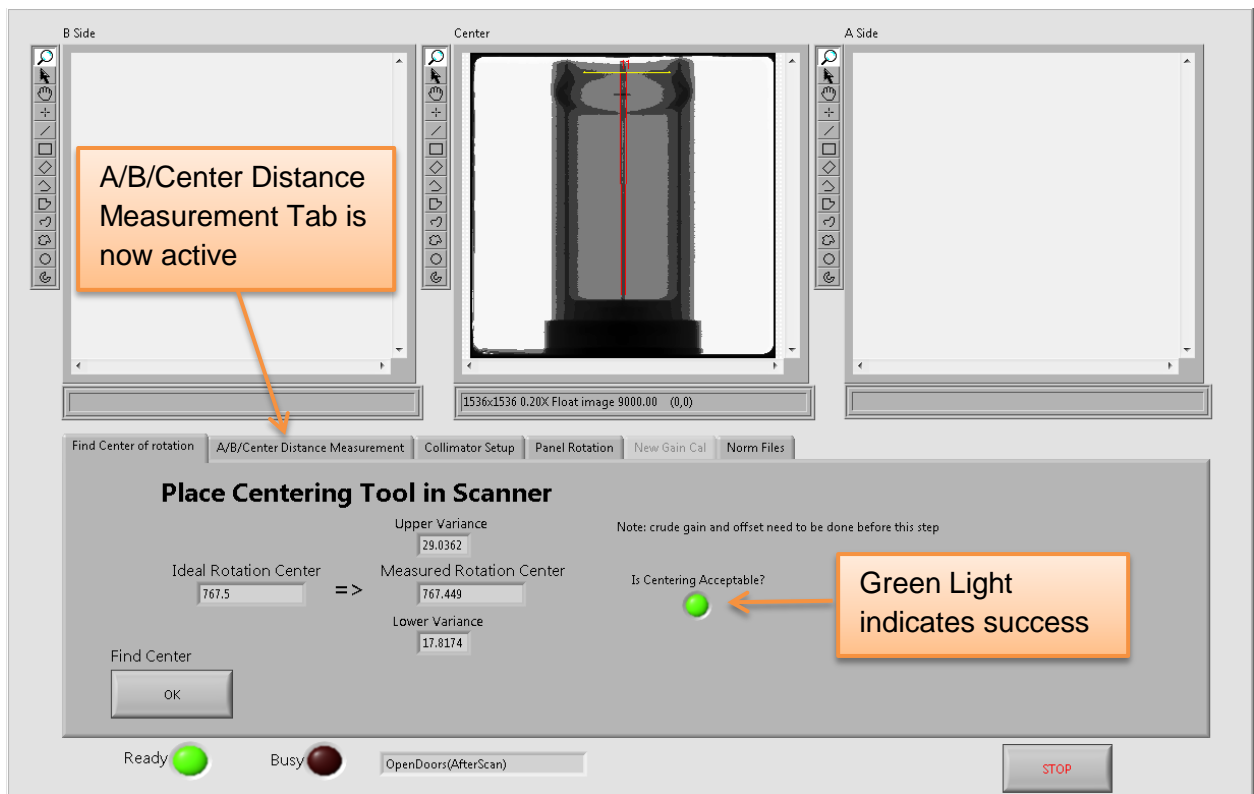 B Side
Center
A Side
A/B/Center Distance
Measurement Tab is
now active
1536x1536 0.20X Float image 9000.00 (0,0)
Find Center of rotation
A/B/Center Distance Measurement
Collimator Setup
Panel Rotation
New Gain Cal
Norm Files
Place Centering Tool in Scanner
Upper Variance
29.0362
Note: crude gain and offset need to be done before this step
Ideal Rotation Center
767.5
=>
Measured Rotation Center
767.449
Is Centering Acceptable?
Green Light
indicates success
Lower Variance
17.8174
Find Center
OK
Ready
Busy
OpenDoors(AfterScan)
STOP